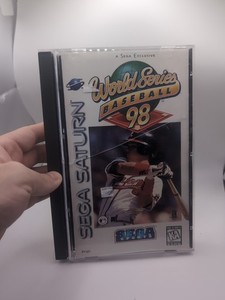 A Sega Exclusive
World Series
BASEBALL
98
SEGA SATURN
SEGA